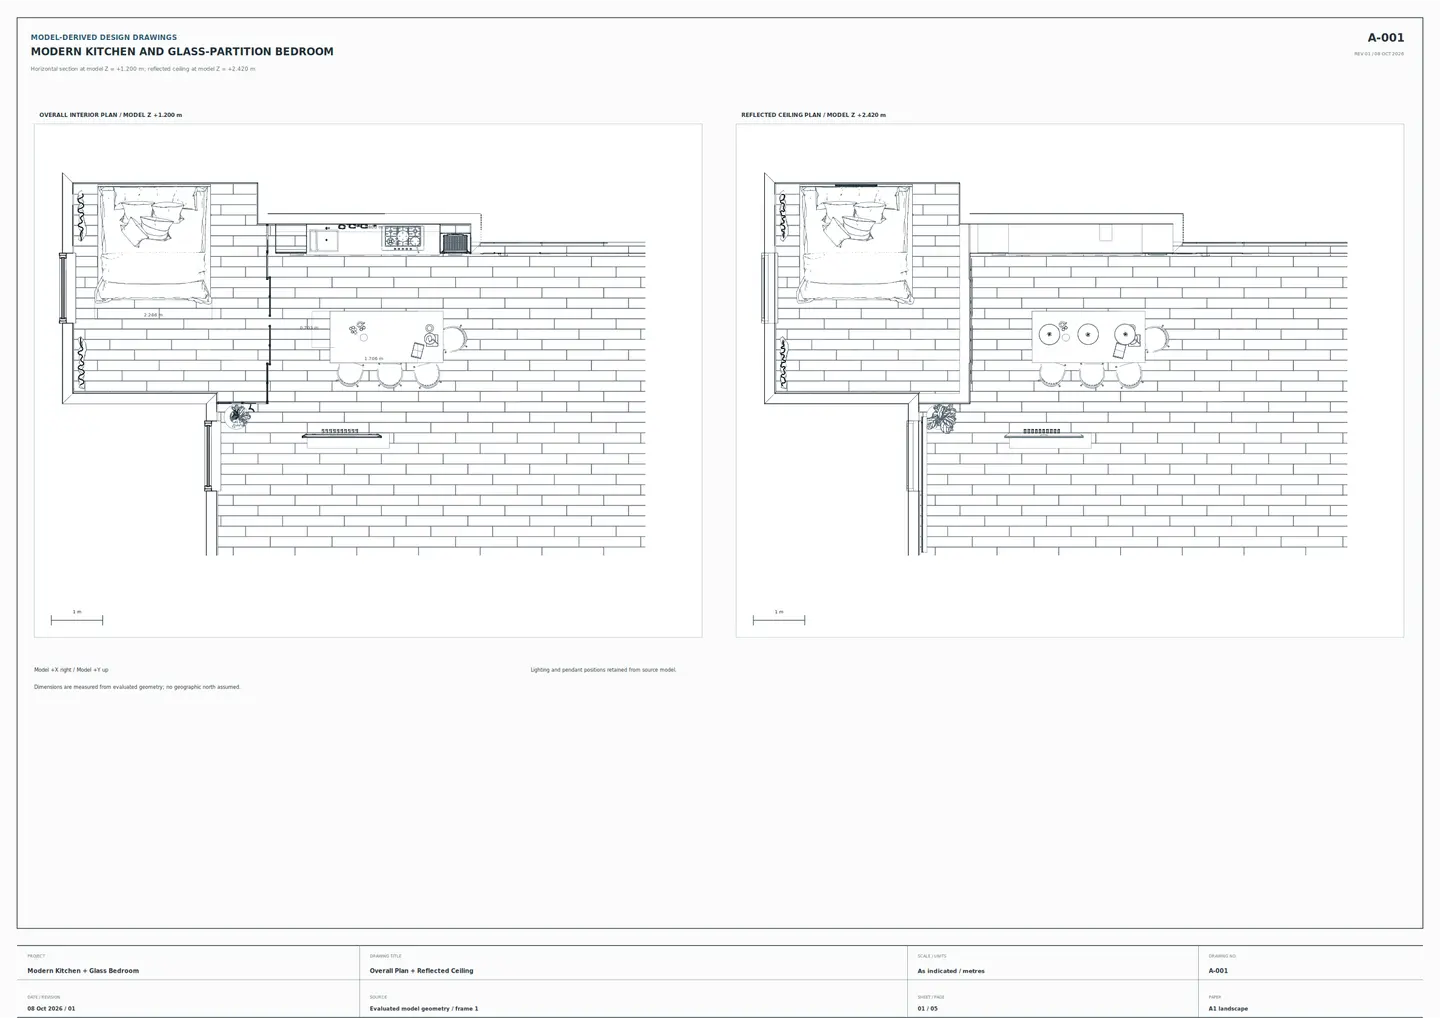 MODEL-DERIVED DESIGN DRAWINGS
MODERN KITCHEN AND GLASS-PARTITION BEDROOM
Horizontal section at model Z = +1.200 m; reflected ceiling at model Z = +2.420 m
A-001
REV 01 / 08 OCT 2026
OVERALL INTERIOR PLAN / MODEL Z +1.200 m
REFLECTED CEILING PLAN / MODEL Z +2.420 m
1.706 m
1 m
1 m
Model +X right / Model +Y up
Lighting and pendant positions retained from source model.
Dimensions are measured from evaluated geometry; no geographic north assumed.
PROJECT
Modern Kitchen + Glass Bedroom
DRAWING TITLE
Overall Plan + Reflected Ceiling
SCALE / UNITS
As indicated / metres
DRAWING NO.
A-001
DATE / REVISION
08 Oct 2026 / 01
SOURCE
Evaluated model geometry / frame 1
SHEET / PAGE
01 / 05
PAPER
A1 landscape